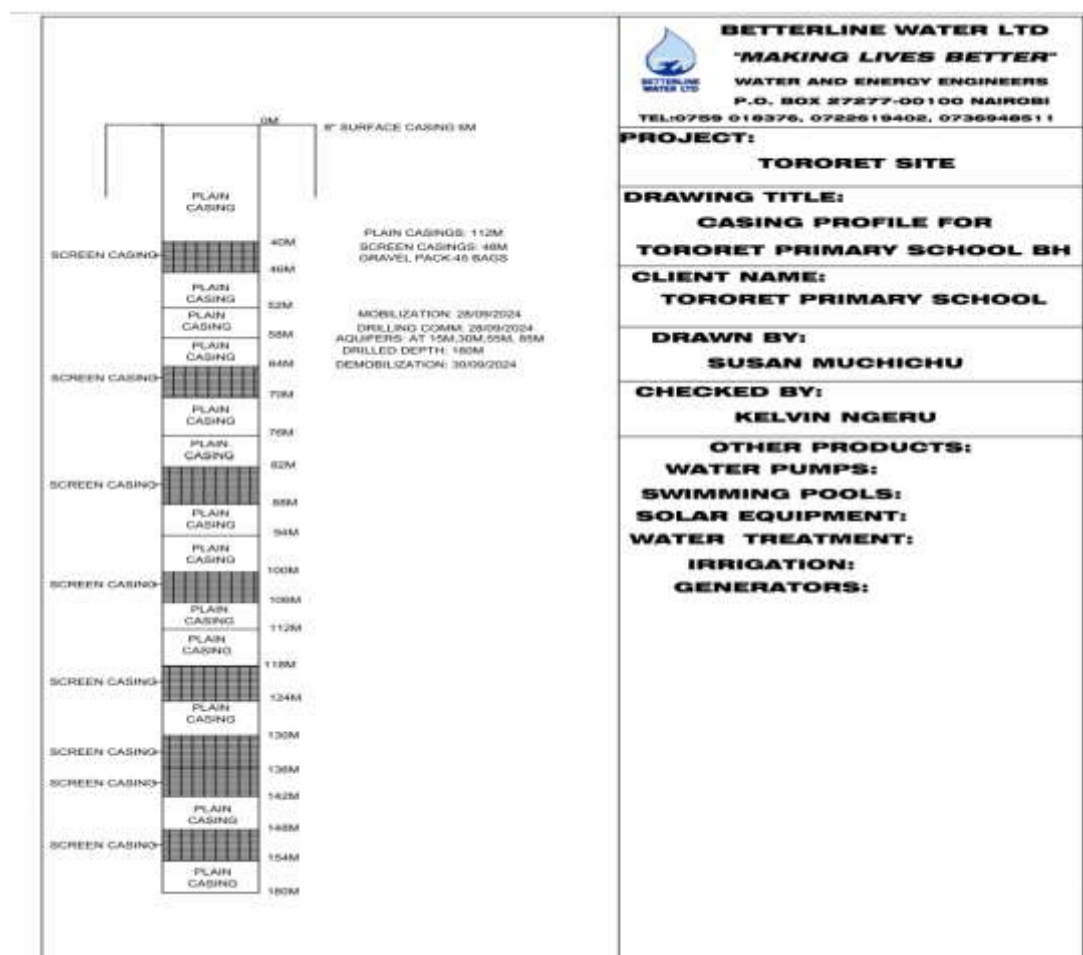 0M
8" SURFACE CASING 6M
PLAIN
CASING
40M
SCREEN CASING
46M
PLAIN
CASING
52M
PLAIN
CASING
58M
PLAIN
CASING
64M
SCREEN CASING
70M
PLAIN
CASING
76M
PLAIN
CASING
82M
SCREEN CASING
88M
PLAIN
CASING
94M
PLAIN
CASING
100M
SCREEN CASING
106M
PLAIN
CASING
112M
PLAIN
CASING
118M
SCREEN CASING
124M
PLAIN
CASING
130M
SCREEN CASING
136M
SCREEN CASING
142M
PLAIN
CASING
148M
SCREEN CASING
154M
PLAIN
CASING
PLAIN CASINGS: 112M
SCREEN CASINGS: 48M
GRAVEL PACK-45 BAGS
MOBILIZATION: 28/09/2024
DRILLING COMM: 28/09/2024
AQUIFERS: AT 15M,30M,55M, 85M
DRILLED DEPTH:
DEMOBILIZATION: 30/09/2024
BETTERLINE
WATER LTD
BETTERLINE WATER LTD
"MAKING LIVES BETTER"
WATER AND ENERGY ENGINEERS
P.O. BOX 27277-00100 NAIROBI
TEL:0759 018376, 0722619402, 0736948511
PROJECT:
TORORET SITE
DRAWING TITLE:
CASING PROFILE FOR
TORORET PRIMARY SCHOOL BH
CLIENT NAME:
TORORET PRIMARY SCHOOL
DRAWN BY:
SUSAN MUCHICHU
CHECKED BY:
KELVIN NGERU
OTHER PRODUCTS:
WATER PUMPS:
SWIMMING POOLS:
SOLAR EQUIPMENT:
WATER TREATMENT:
IRRIGATION:
GENERATORS: